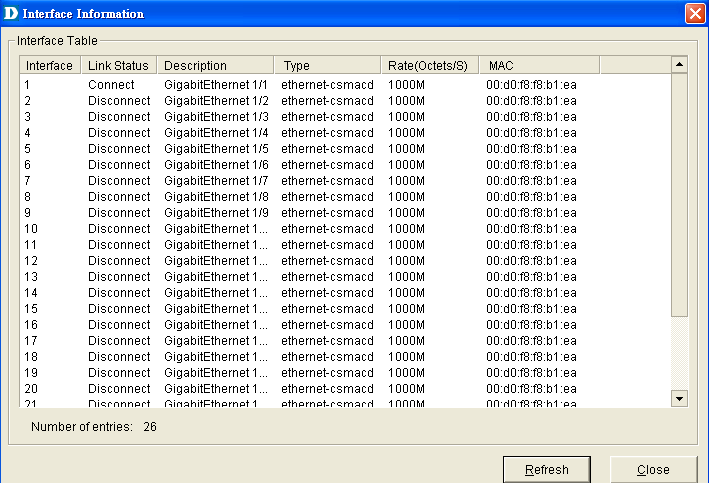 D Interface Information
Interface Table
Interface Link Status Description Type Rate(Octets/S) MAC
1 Connect GigabitEthernet 1/1 ethernet-csmacd 1000M 00:d0:f8:f8:b1:ea
2 Disconnect GigabitEthernet 1/2 ethernet-csmacd 1000M 00:d0:f8:f8:b1:ea
3 Disconnect GigabitEthernet 1/3 ethernet-csmacd 1000M 00:d0:f8:f8:b1:ea
4 Disconnect GigabitEthernet 1/4 ethernet-csmacd 1000M 00:d0:f8:f8:b1:ea
5 Disconnect GigabitEthernet 1/5 ethernet-csmacd 1000M 00:d0:f8:f8:b1:ea
6 Disconnect GigabitEthernet 1/6 ethernet-csmacd 1000M 00:d0:f8:f8:b1:ea
7 Disconnect GigabitEthernet 1/7 ethernet-csmacd 1000M 00:d0:f8:f8:b1:ea
8 Disconnect GigabitEthernet 1/8 ethernet-csmacd 1000M 00:d0:f8:f8:b1:ea
9 Disconnect GigabitEthernet 1/9 ethernet-csmacd 1000M 00:d0:f8:f8:b1:ea
10 Disconnect GigabitEthernet 1... ethernet-csmacd 1000M 00:d0:f8:f8:b1:ea
11 Disconnect GigabitEthernet 1... ethernet-csmacd 1000M 00:d0:f8:f8:b1:ea
12 Disconnect GigabitEthernet 1... ethernet-csmacd 1000M 00:d0:f8:f8:b1:ea
13 Disconnect GigabitEthernet 1... ethernet-csmacd 1000M 00:d0:f8:f8:b1:ea
14 Disconnect GigabitEthernet 1... ethernet-csmacd 1000M 00:d0:f8:f8:b1:ea
15 Disconnect GigabitEthernet 1... ethernet-csmacd 1000M 00:d0:f8:f8:b1:ea
16 Disconnect GigabitEthernet 1... ethernet-csmacd 1000M 00:d0:f8:f8:b1:ea
17 Disconnect GigabitEthernet 1... ethernet-csmacd 1000M 00:d0:f8:f8:b1:ea
18 Disconnect GigabitEthernet 1... ethernet-csmacd 1000M 00:d0:f8:f8:b1:ea
19 Disconnect GigabitEthernet 1... ethernet-csmacd 1000M 00:d0:f8:f8:b1:ea
20 Disconnect GigabitEthernet 1... ethernet-csmacd 1000M 00:d0:f8:f8:b1:ea
21 Disconnect GigabitEthernet 1... ethernet-csmacd 1000M 00:d0:f8:f8:b1:ea
Number of entries: 26
Refresh Close